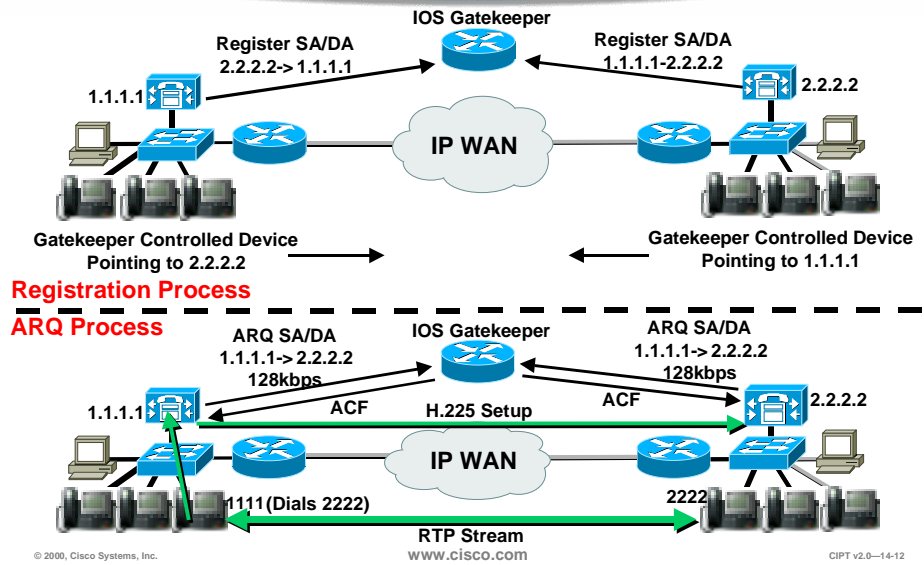 IOS Gatekeeper
Register SA/DA
2.2.2.2-> 1.1.1.1
Register SA/DA
1.1.1.1-2.2.2.2
1.1.1.1
2.2.2.2
IP WAN
Gatekeeper Controlled Device
Pointing to 2.2.2.2
Gatekeeper Controlled Device
Pointing to 1.1.1.1
Registration Process
ARQ Process
IOS Gatekeeper
ARQ SA/DA
1.1.1.1-> 2.2.2.2
128kbps
ARQ SA/DA
1.1.1.1-> 2.2.2.2
128kbps
ACF
ACF
1.1.1.1
H.225 Setup
2.2.2.2
IP WAN
1111(Dials 2222)
2222
RTP Stream
© 2000, Cisco Systems, Inc.
www.cisco.com
CIPT v2.0—14-12